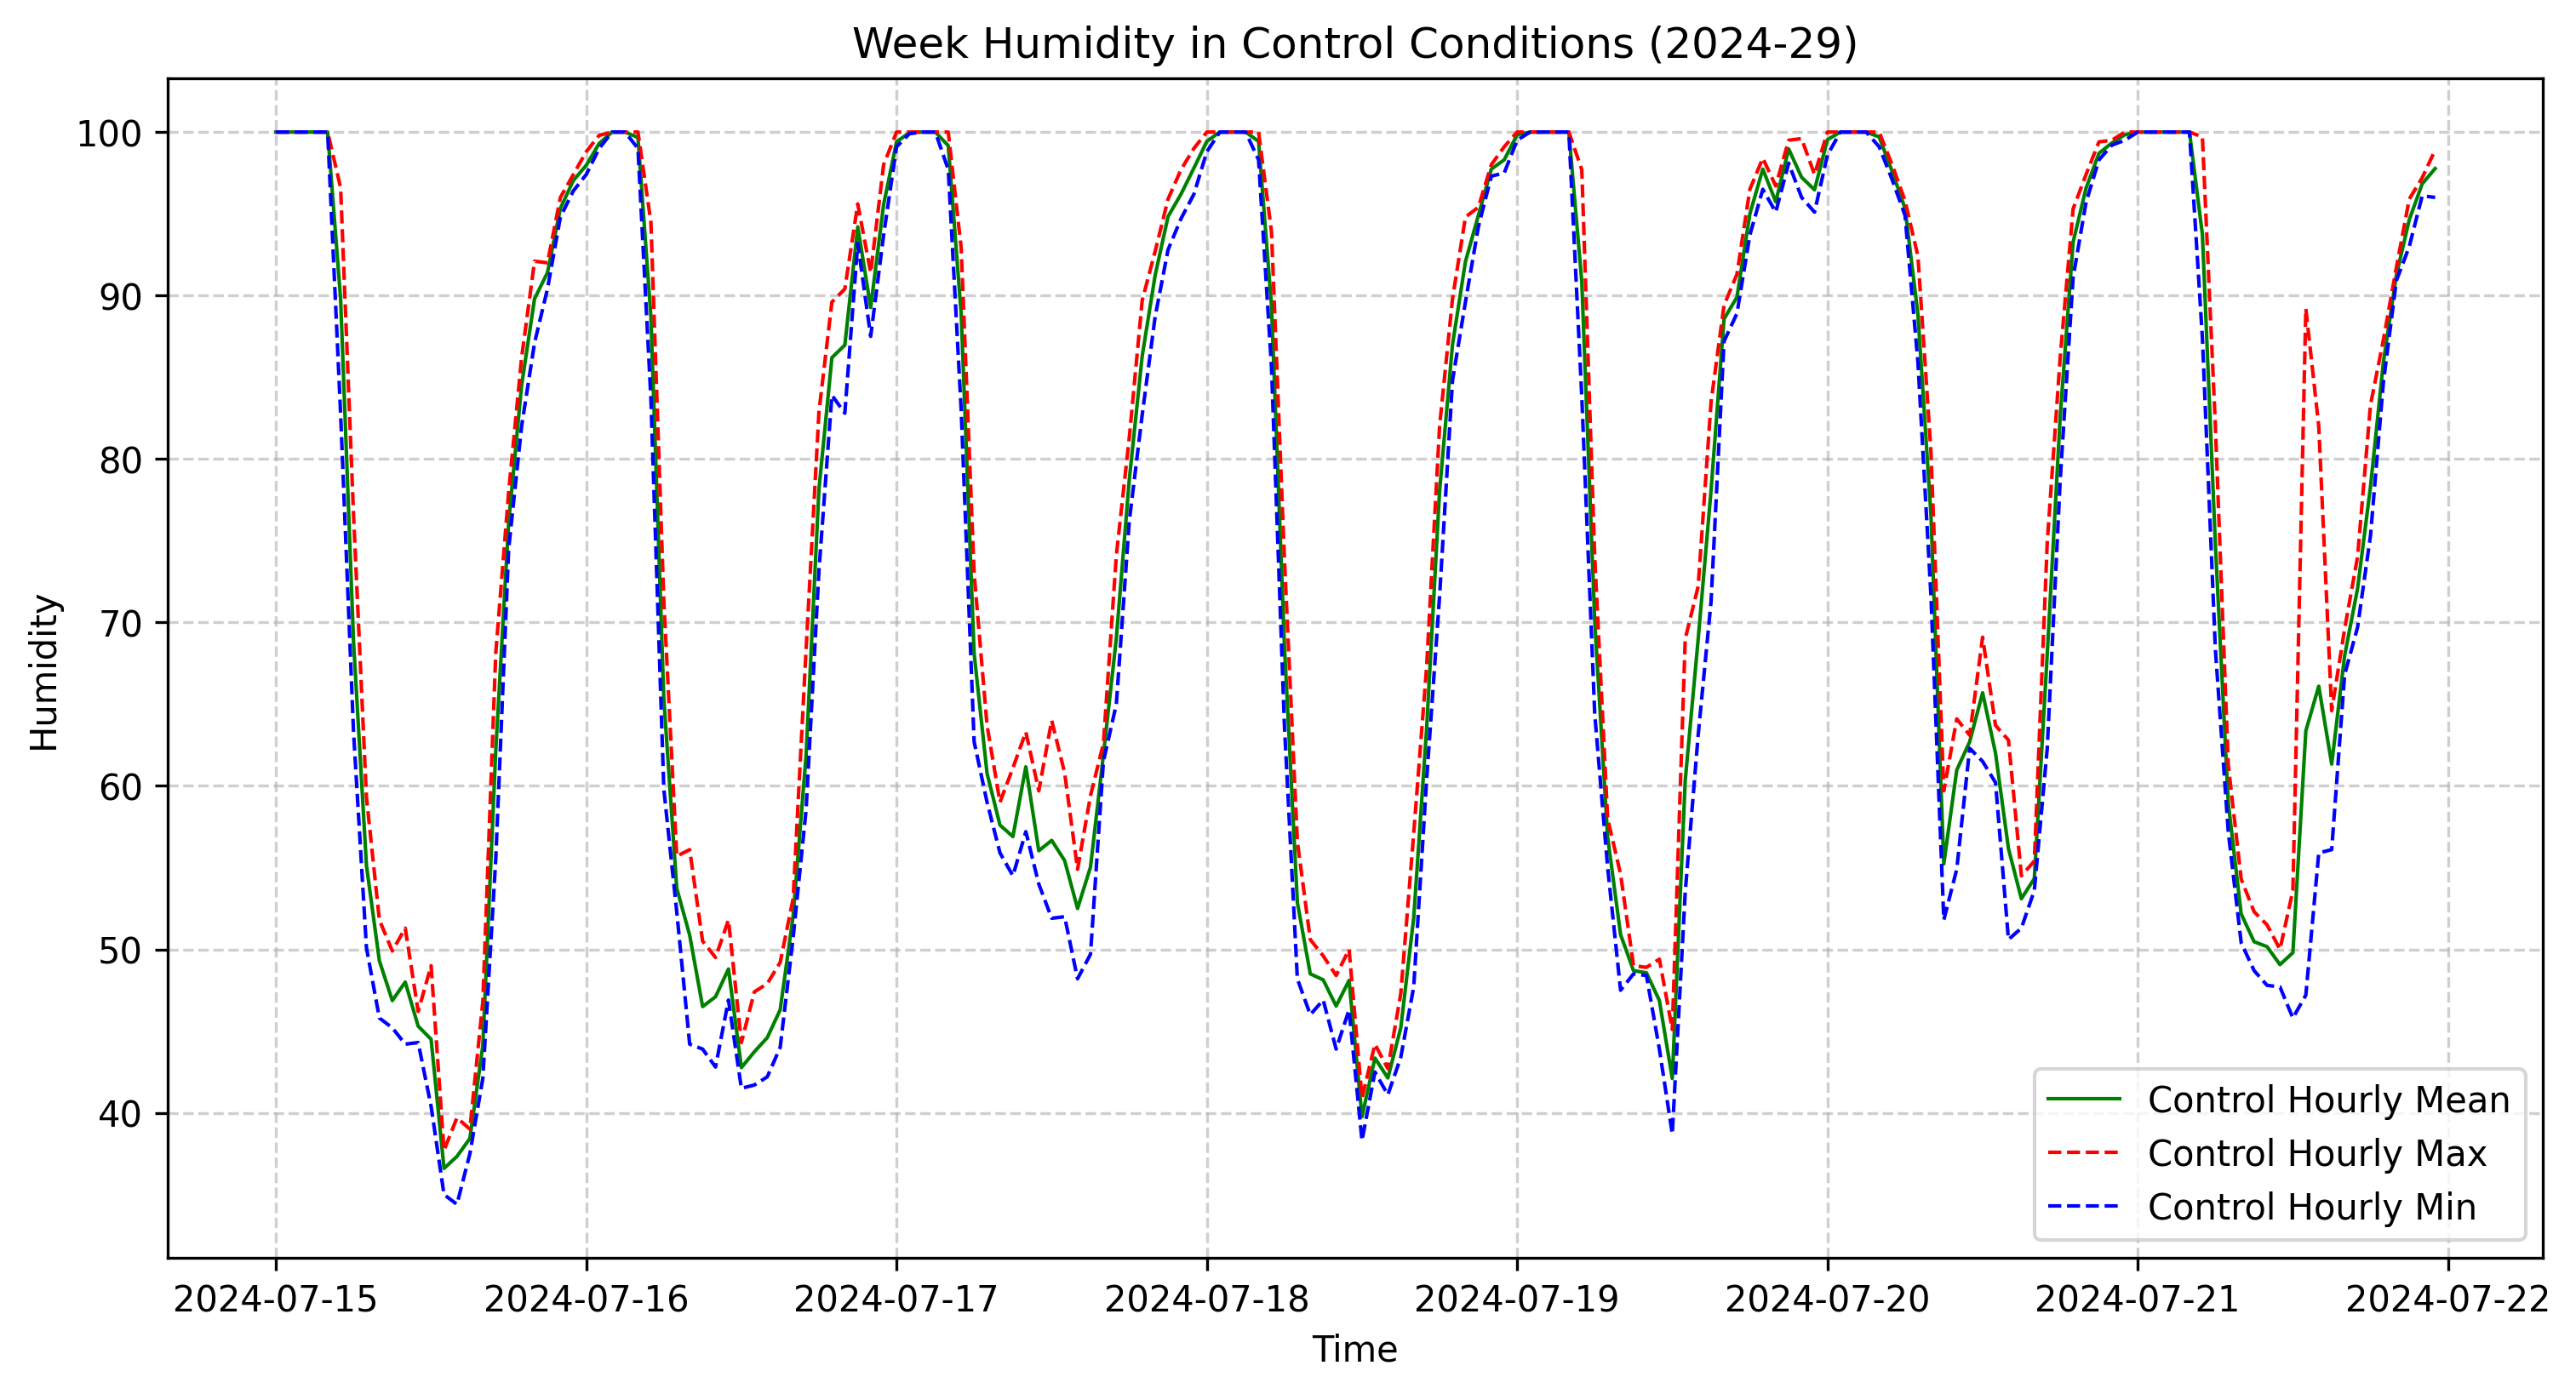 Week Humidity in Control Conditions (2024-29)
Humidity
100
90
80
70
60
50
40
2024-07-15
2024-07-16
2024-07-17
2024-07-18
2024-07-19
2024-07-20
2024-07-21
2024-07-22
Time
Control Hourly Mean
Control Hourly Max
Control Hourly Min